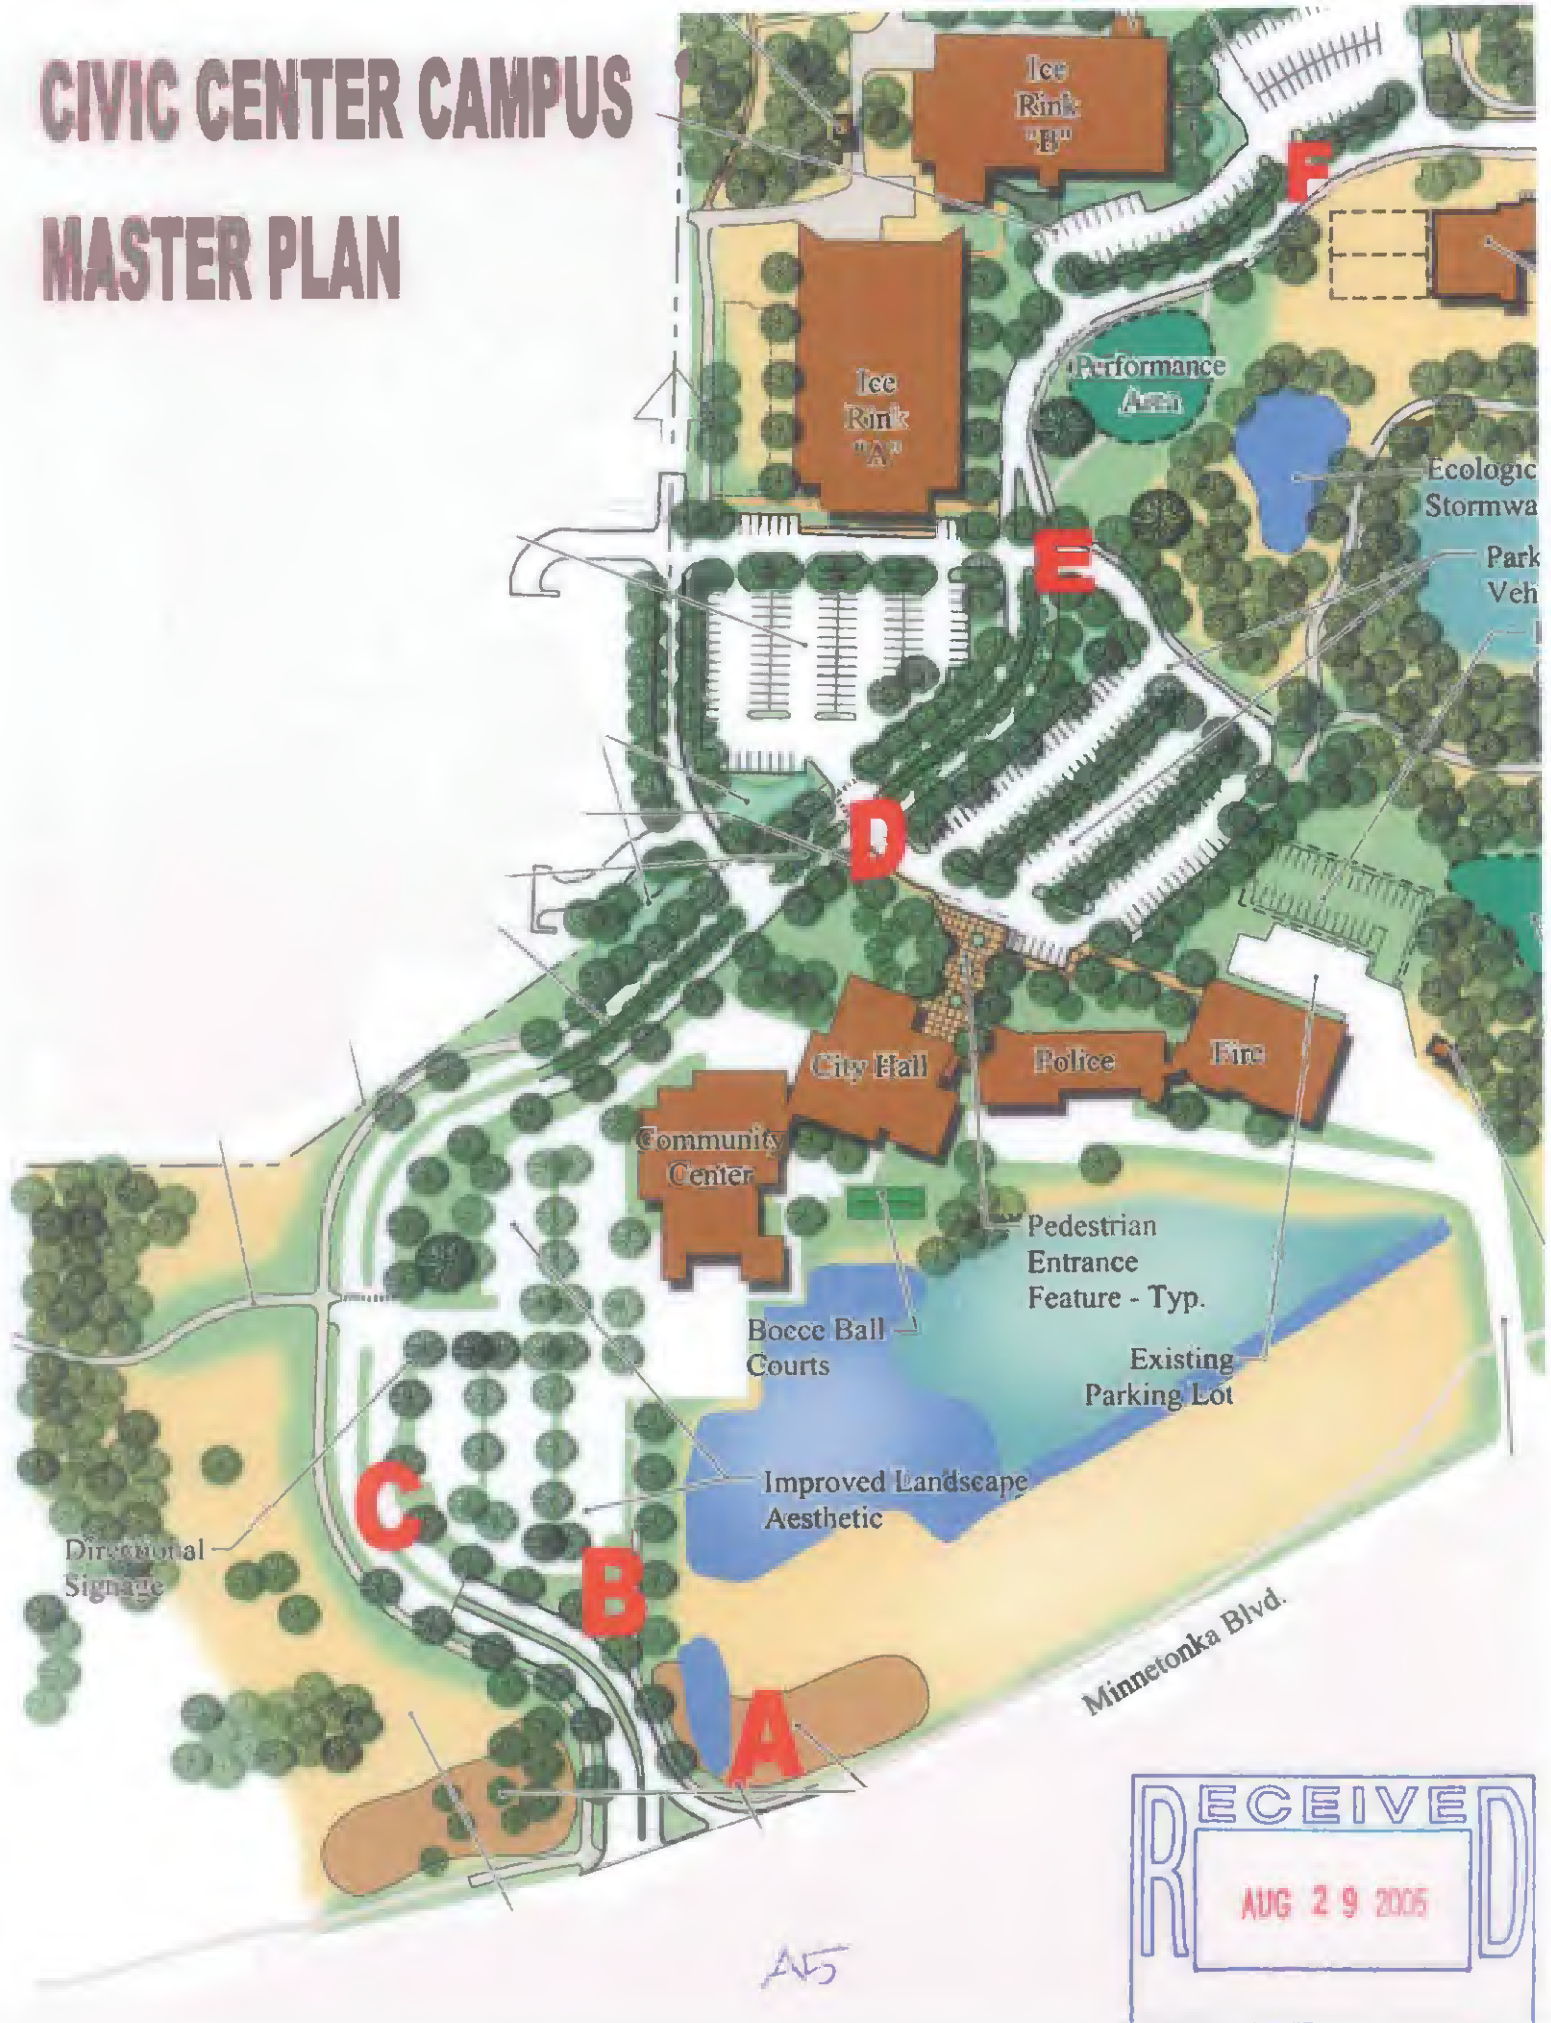 CIVIC CENTER CAMPUS
MASTER PLAN
Ice
Rink
"B"
F
Ice
Rink
"A"
Performance
Area
Ecologic
Stormwa
Park
Veh
E
D
City Hall
Police
Fire
Community
Center
Pedestrian
Entrance
Feature - Typ.
Bocce Ball
Courts
Existing
Parking Lot
Improved Landscape
Aesthetic
C
Directional
Signage
B
Minnetonka Blvd.
A
RECEIVED
AUG 29 2005
A5